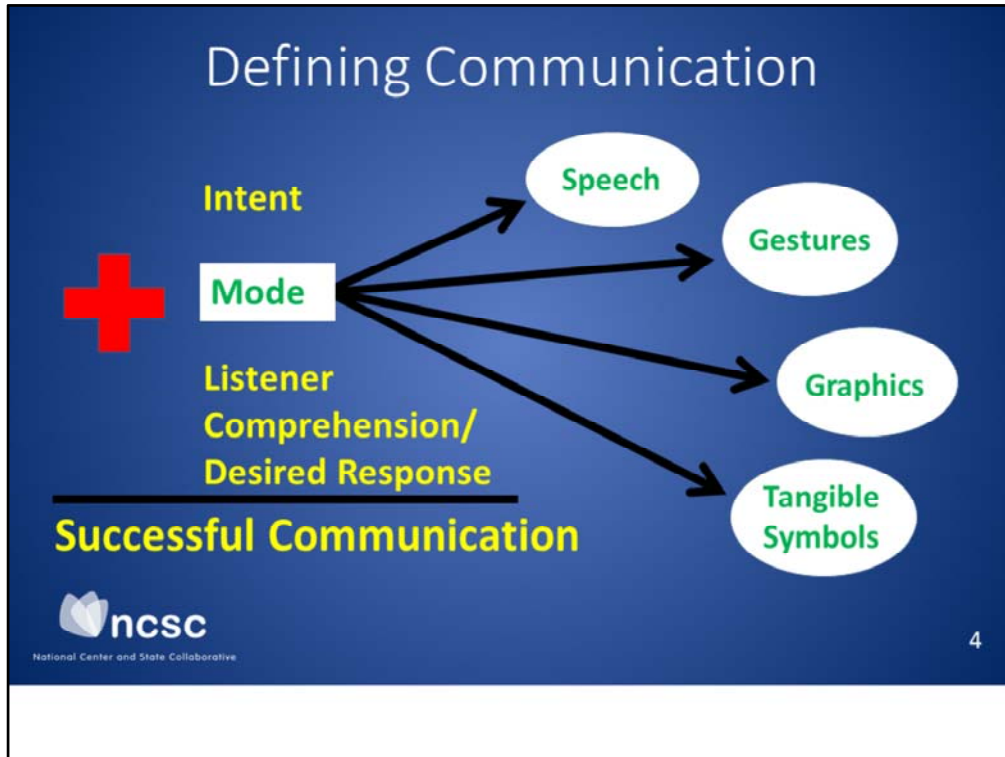 Defining Communication
Intent
Mode
Listener
Comprehension/
Desired Response
Successful Communication
Speech
Gestures
Graphics
Tangible
Symbols
ncsc
National Center and State Collaborative
4